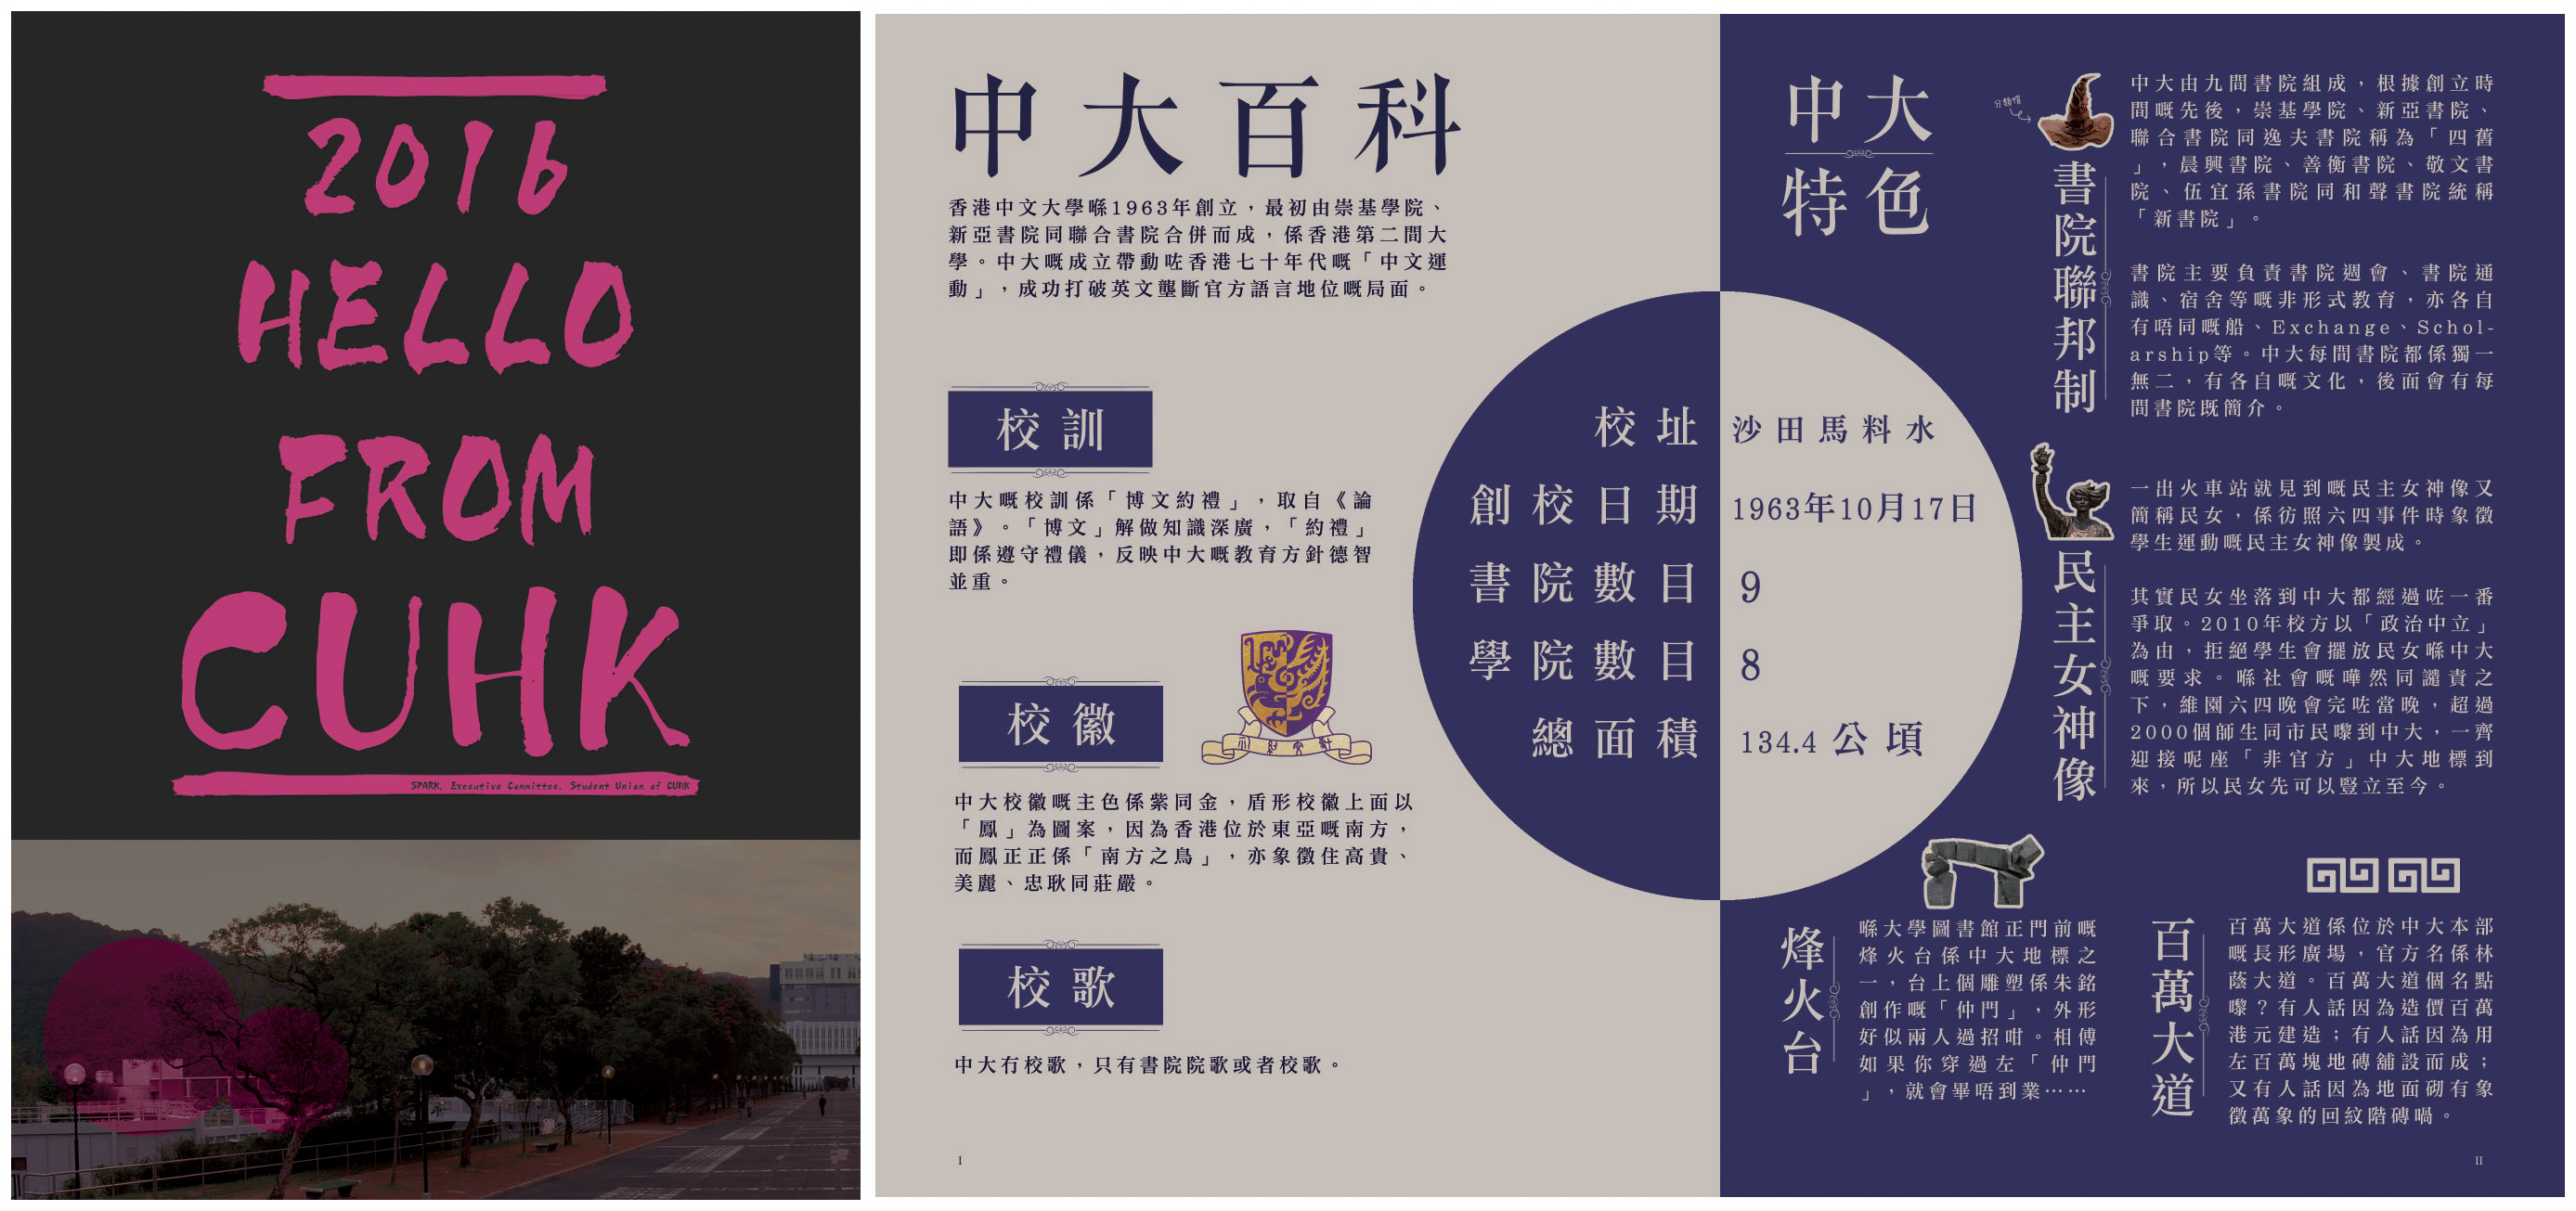 2016
HELLO
FROM
CUHK
SPARK, Executive Committee, Student Union of CUHK
中大百科
香港中文大學喺1963年創立，最初由崇基學院、
新亞書院同聯合書院合併而成，係香港第二間大
學。中大嘅成立帶動咗香港七十年代嘅「中文運
動」，成功打破英文壟斷官方語言地位嘅局面。
校訓
中大嘅校訓係「博文約禮」，取自《論
語》。「博文」解做知識深廣，「約禮」
即係遵守禮儀，反映中大嘅教育方針德智
並重。
校徽
中大校徽嘅主色係紫同金，盾形校徽上面以
「鳳」為圖案，因為香港位於東亞嘅南方，
而鳳正正係「南方之鳥」，亦象徵住高貴、
美麗、忠耿同莊嚴。
校歌
中大冇校歌，只有書院院歌或者校歌。
I
校址 沙田馬料水
創校日期 1963年10月17日
書院數目 9
學院數目 8
總面積 134.4 公頃
中大
特色
分類帽
書院聯邦制
中大由九間書院組成，根據創立時
間嘅先後，崇基學院、新亞書院、
聯合書院同逸夫書院稱為「四舊
」，晨興書院、善衡書院、敬文書
院、伍宜孫書院同和聲書院統稱
「新書院」。
書院主要負責書院週會、書院通
識、宿舍等嘅非形式教育，亦各自
有唔同嘅船、Exchange、Schol-
arship等。中大每間書院都係獨一
無二，有各自嘅文化，後面會有每
間書院既簡介。
民主女神像
一出火車站就見到嘅民主女神像又
簡稱民女，係彷照六四事件時象徵
學生運動嘅民主女神像製成。
其實民女坐落到中大都經過咗一番
爭取。2010年校方以「政治中立」
為由，拒絕學生會擺放民女喺中大
嘅要求。喺社會嘅嘩然同譴責之
下，維園六四晚會完咗當晚，超過
2000個師生同市民嚟到中大，一齊
迎接呢座「非官方」中大地標到
來，所以民女先可以豎立至今。
烽火台
喺大學圖書館正門前嘅
烽火台係中大地標之
一，台上個雕塑係朱銘
創作嘅「仲門」，外形
好似兩人過招咁。相傅
如果你穿過左「仲門
」，就會畢唔到業⋯⋯
百萬大道
百萬大道係位於中大本部
嘅長形廣場，官方名係林
蔭大道。百萬大道個名點
嚟？有人話因為造價百萬
港元建造；有人話因為用
左百萬塊地磚舖設而成；
又有人話因為地面砌有象
徵萬象的回紋階磚喎。
II